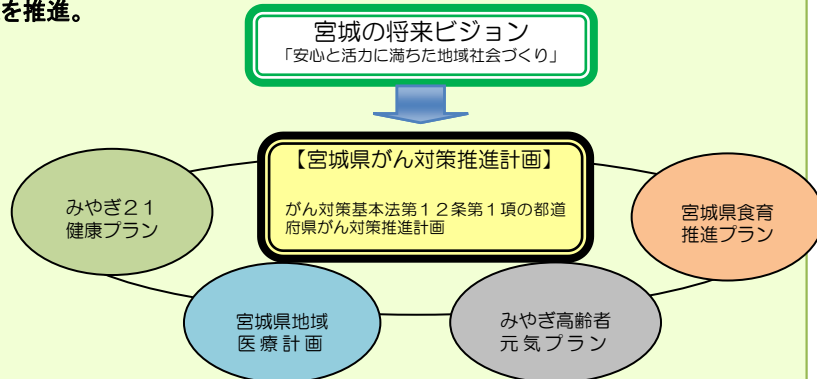 を推進。
宮城の将来ビジョン
「安心と活力に満ちた地域社会づくり」
【宮城県がん対策推進計画】
がん対策基本法第１２条第１項の都道
府県がん対策推進計画
みやぎ２１
健康プラン
宮城県食育
推進プラン
宮城県地域
医療計画
みやぎ高齢者
元気プラン